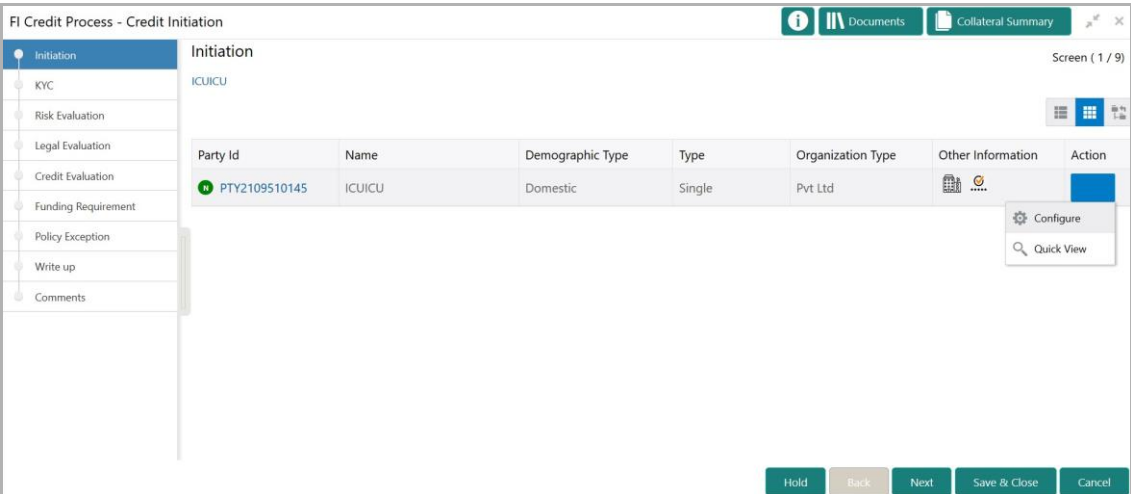 FI Credit Process - Credit Initiation
i Documents Collateral Summary
Initiation
KYC
Risk Evaluation
Legal Evaluation
Credit Evaluation
Funding Requirement
Policy Exception
Write up
Comments
Initiation
Screen ( 1 / 9)
ICUICU
Party Id Name Demographic Type Type Organization Type Other Information Action
N PTY2109510145 ICUICU Domestic Single Pvt Ltd
Configure
Quick View
Hold Back Next Save & Close Cancel